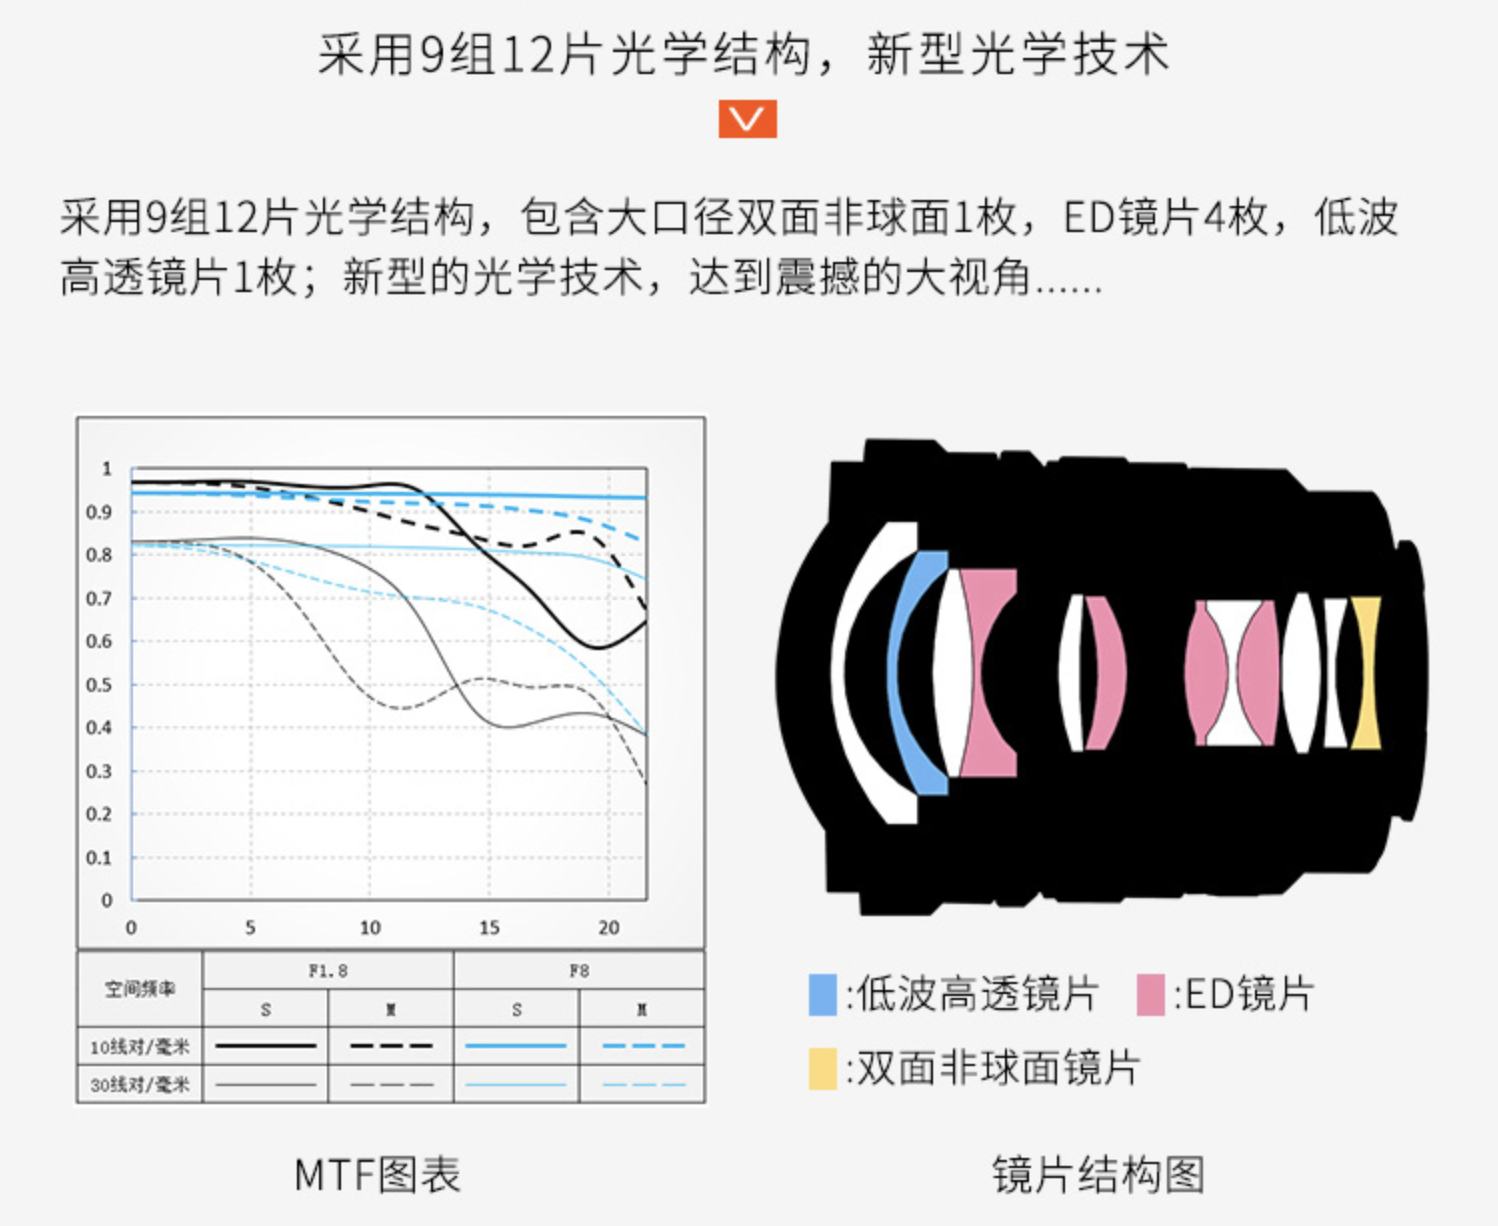 采用9组12片光学结构，新型光学技术
采用9组12片光学结构，包含大口径双面非球面1枚，ED镜片4枚，低波
高透镜片1枚；新型的光学技术，达到震撼的大视角......
1
0.9
0.8
0.7
0.6
0.5
0.4
0.3
0.2
0.1
0
0 5 10 15 20
空间频率 F1.8 F8
S M S M
10线对/毫米
30线对/毫米
:低波高透镜片 :ED镜片
:双面非球面镜片
MTF图表 镜片结构图